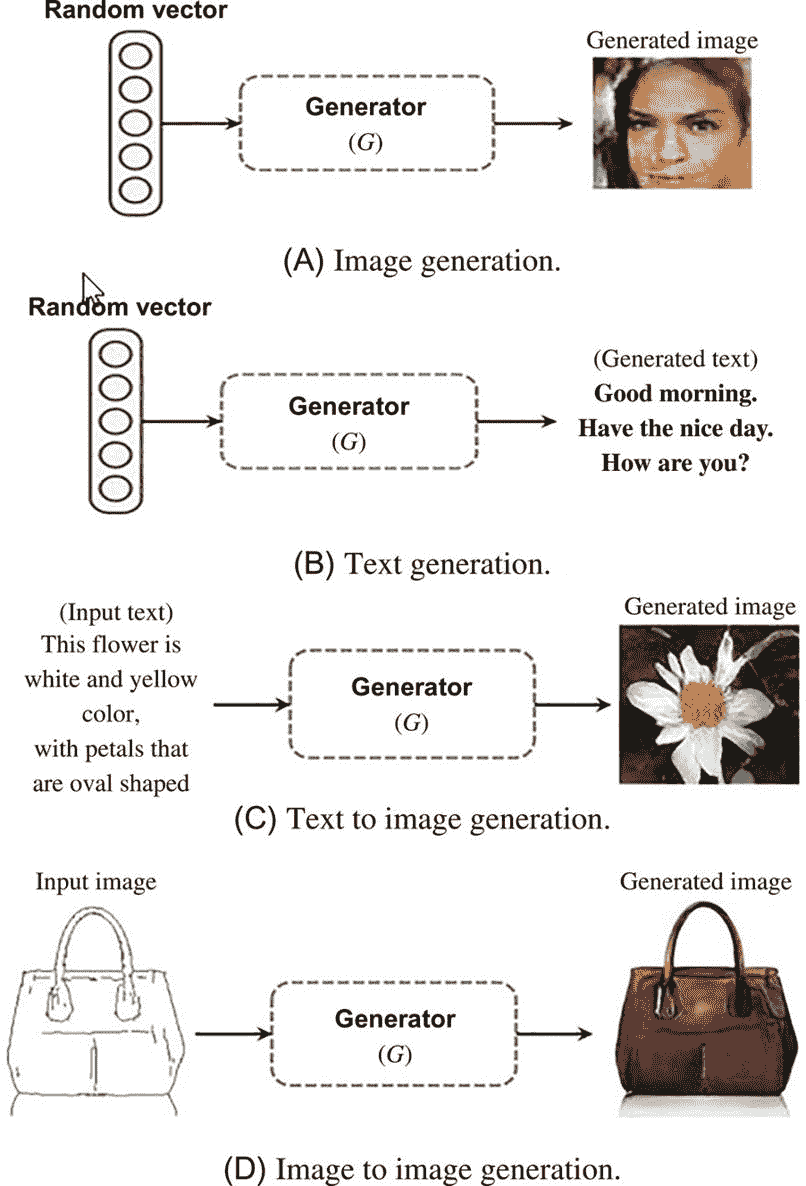 Random vector
Generator
(G)
Generated image
(A) Image generation.
Random vector
Generator
(G)
(Generated text)
Good morning.
Have the nice day.
How are you?
(B) Text generation.
(Input text)
This flower is
white and yellow
color,
with petals that
are oval shaped
Generator
(G)
Generated image
(C) Text to image generation.
Input image
Generator
(G)
Generated image
(D) Image to image generation.